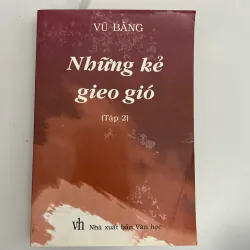 VŨ BẰNG
Những kẻ
gieo gió
(Tập 2)
vh Nhà xuất bản Văn học